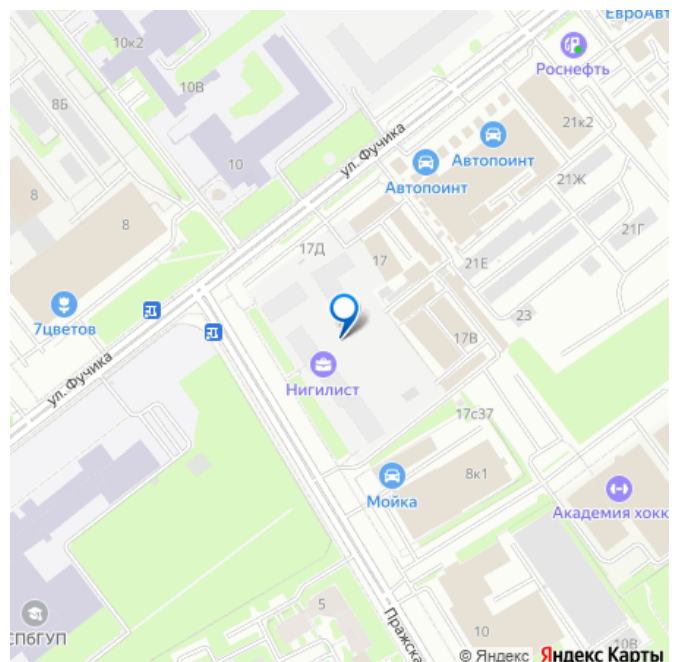 ЕвроАвт
10к2
Роснефть
10В
8Б
21к2
ул. Фучика
10
Автопоинт
Автопоинт
21Ж
8
8
21Г
17Д
17
21Е
7цветов
23
17В
ул. Фучика
Нигилист
17с37
8к1
Мойка
Академия хокк
5
СПбГУП
Пражска
10
10В
© Яндекс Яндекс Карты